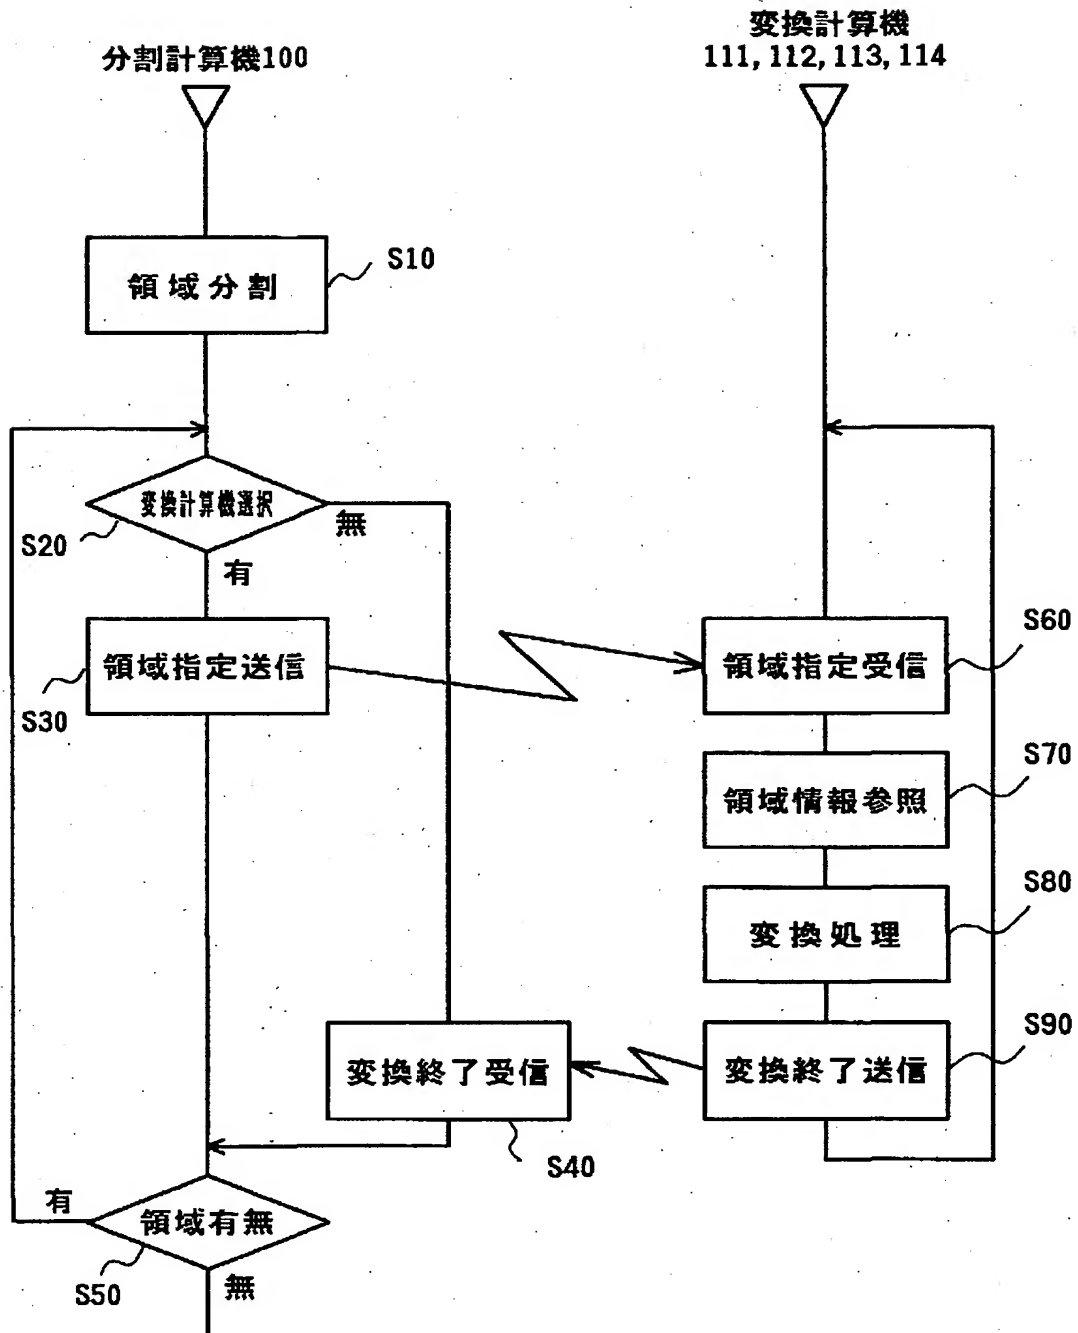 分割計算機100
変換計算機
111, 112, 113, 114
領域分割
S10
変換計算機選択
S20
無
有
領域指定送信
S30
領域指定受信
S60
領域情報参照
S70
変換処理
S80
変換終了受信
S40
変換終了送信
S90
領域有無
有
S50
無